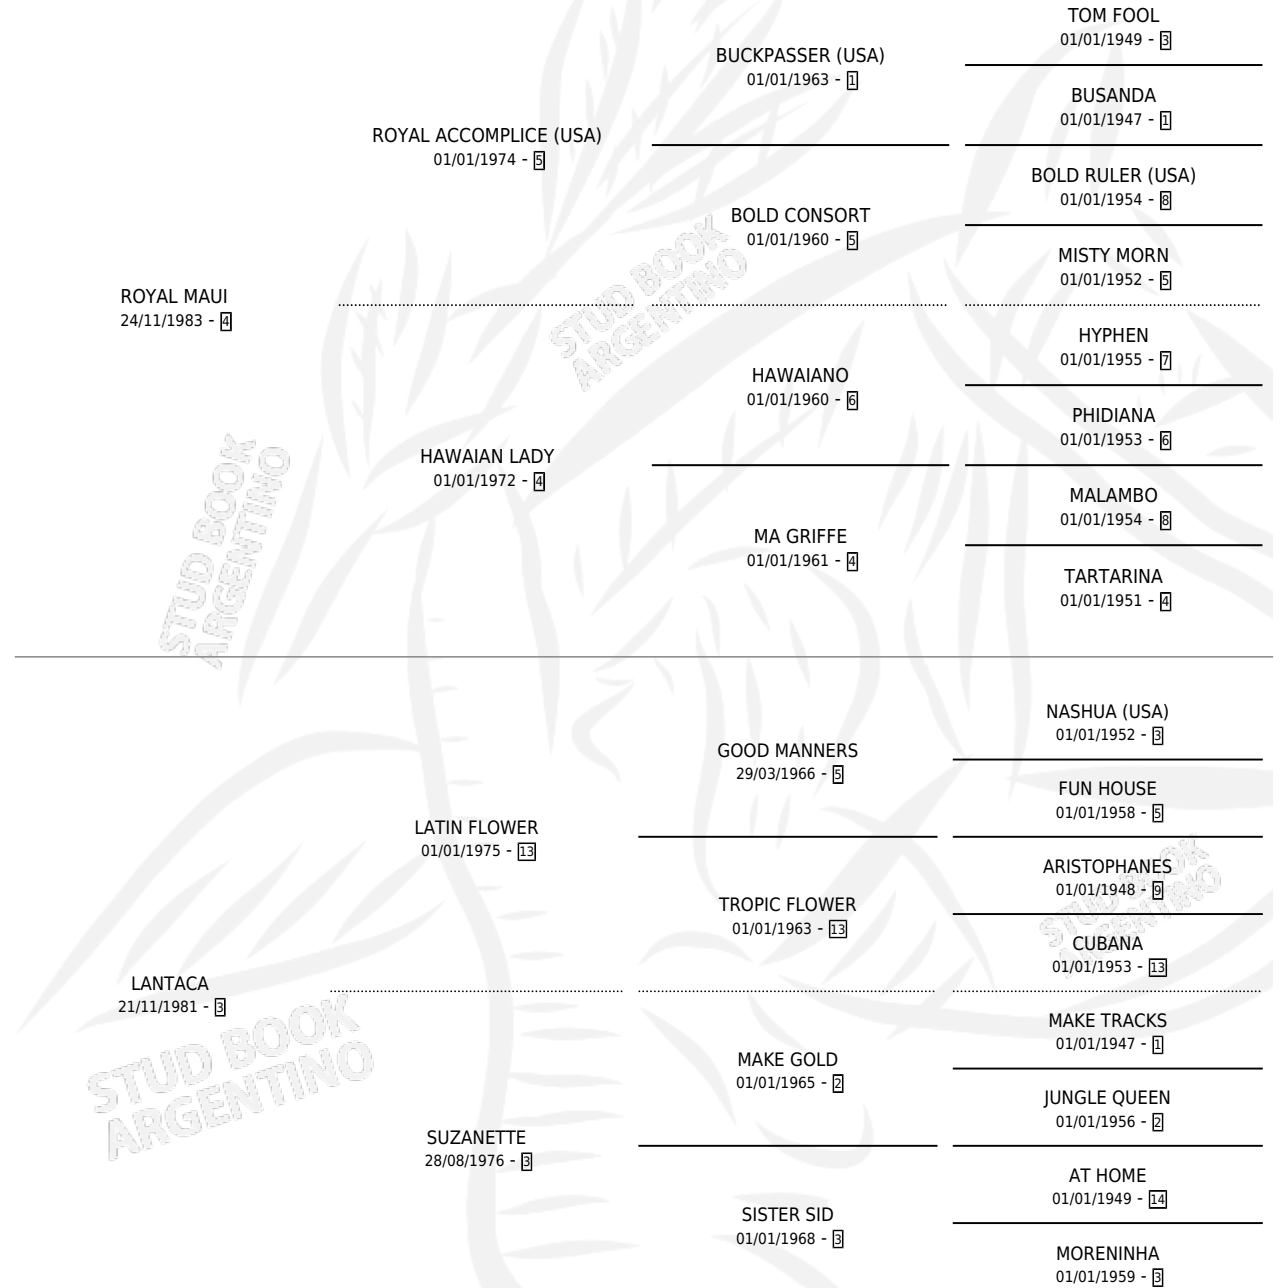 TOM FOOL
01/01/1949 - 3
BUCKPASSER (USA)
01/01/1963 - 1
BUSANDA
01/01/1947 - 1
ROYAL ACCOMPLICE (USA)
01/01/1974 - 5
BOLD RULER (USA)
01/01/1954 - 8
BOLD CONSORT
01/01/1960 - 5
MISTY MORN
01/01/1952 - 5
ROYAL MAUI
24/11/1983 - 4
STUD BOOK
ARGENTINO
HYPHEN
01/01/1955 - 7
HAWAIANO
01/01/1960 - 6
PHIDIANA
01/01/1953 - 6
HAWAIAN LADY
01/01/1972 - 4
MALAMBO
01/01/1954 - 8
MA GRIFFE
01/01/1961 - 4
TARTARINA
01/01/1951 - 4
STUD BOOK
ARGENTINO
NASHUA (USA)
01/01/1952 - 3
GOOD MANNERS
29/03/1966 - 5
FUN HOUSE
01/01/1958 - 5
LATIN FLOWER
01/01/1975 - 13
ARISTOPHANES
01/01/1948 - 9
TROPIC FLOWER
01/01/1963 - 13
CUBANA
01/01/1953 - 13
STUD BOOK
ARGENTINO
LANTACA
21/11/1981 - 3
MAKE TRACKS
01/01/1947 - 1
MAKE GOLD
01/01/1965 - 2
JUNGLE QUEEN
01/01/1956 - 2
STUD BOOK
ARGENTINO
SUZANETTE
28/08/1976 - 3
AT HOME
01/01/1949 - 14
SISTER SID
01/01/1968 - 3
MORENINHA
01/01/1959 - 3